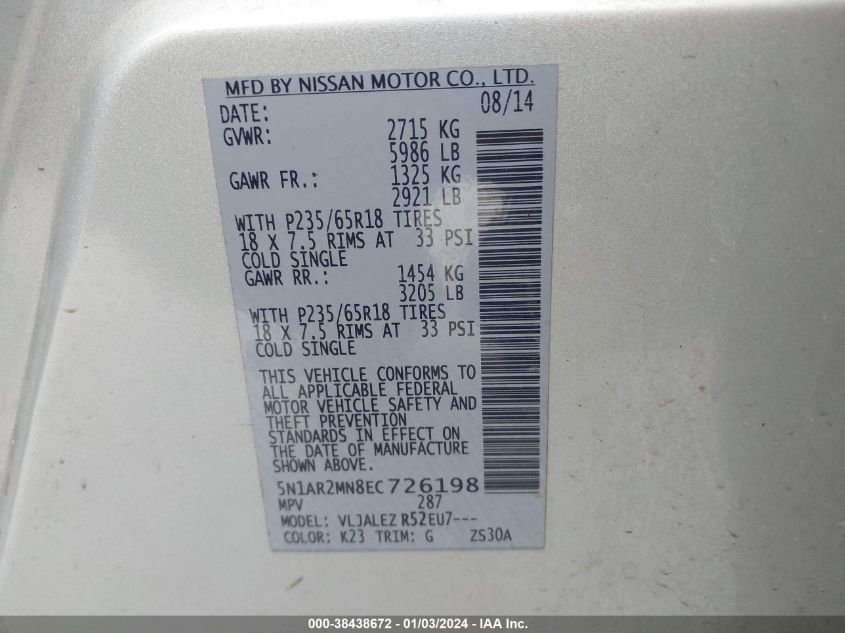 MFD BY NISSAN MOTOR CO., LTD.
DATE: 08/14
GVWR: 2715 KG
5986 LB
GAWR FR.: 1325 KG
2921 LB
WITH P235/65R18 TIRES
18 X 7.5 RIMS AT 33 PSI
COLD SINGLE
GAWR RR.: 1454 KG
3205 LB
WITH P235/65R18 TIRES
18 X 7.5 RIMS AT 33 PSI
COLD SINGLE
THIS VEHICLE CONFORMS TO
ALL APPLICABLE FEDERAL
MOTOR VEHICLE SAFETY AND
THEFT PREVENTION
STANDARDS IN EFFECT ON
THE DATE OF MANUFACTURE
SHOWN ABOVE.
5N1AR2MN8EC726198
MPV 287
MODEL: VLJALEZ R52EU7---
COLOR: K23 TRIM: G ZS30A
000-38438672 - 01/03/2024 - IAA Inc.